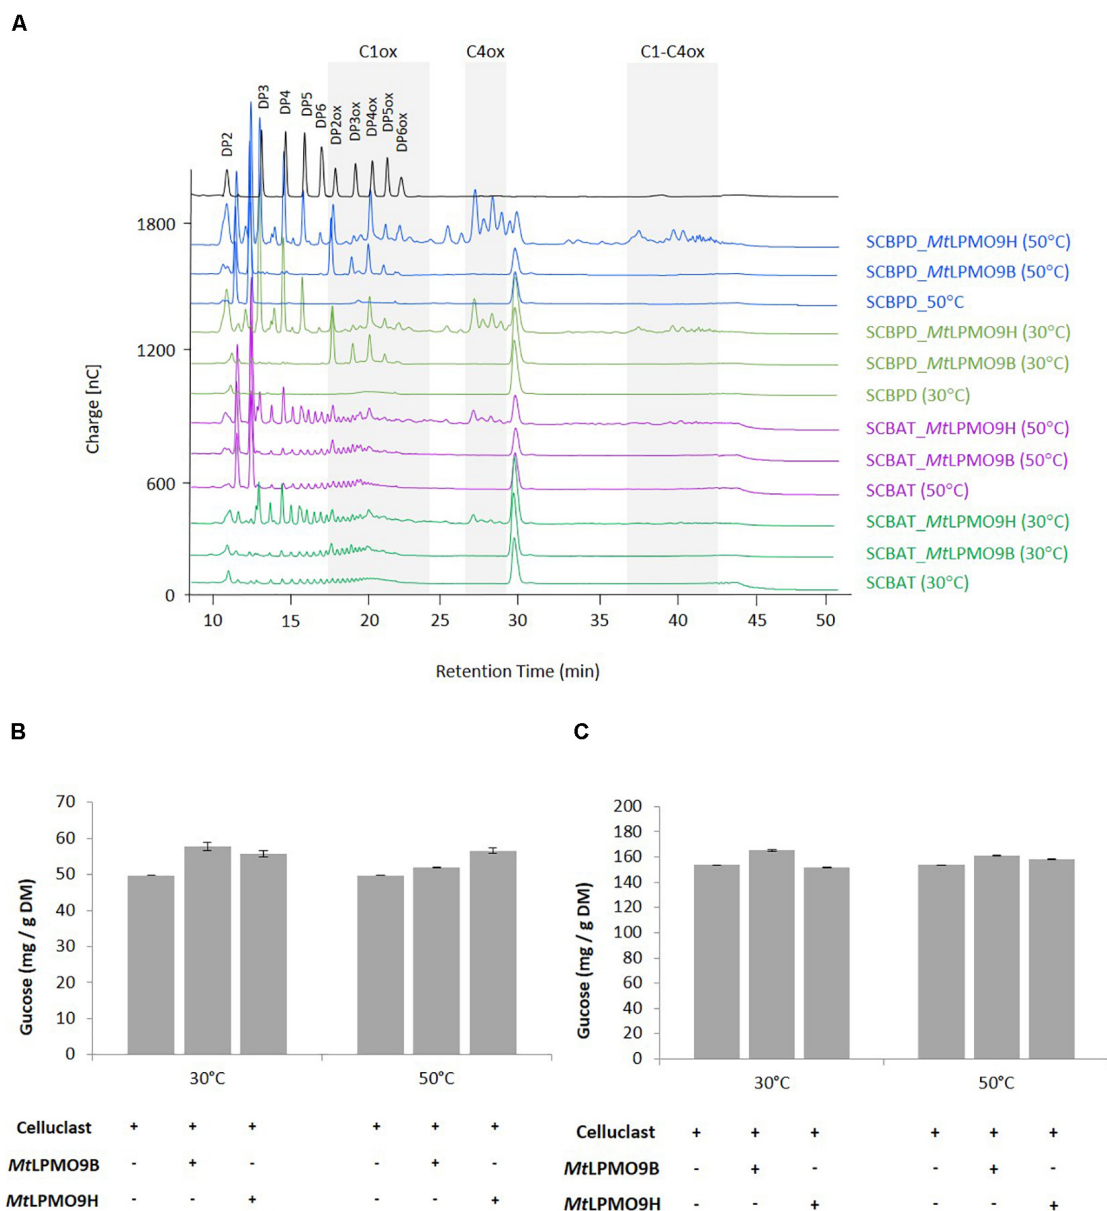 A
C1ox C4ox C1-C4ox
DP2 DP3 DP4 DP5 DP6 DP2ox DP3ox DP4ox DP5ox DP6ox
1800
1200
600
0
Charge [nC]
SCBPD_MtLPMO9H (50°C)
SCBPD_MtLPMO9B (50°C)
SCBPD_50°C
SCBPD_MtLPMO9H (30°C)
SCBPD_MtLPMO9B (30°C)
SCBPD (30°C)
SCBAT_MtLPMO9H (50°C)
SCBAT_MtLPMO9B (50°C)
SCBAT (50°C)
SCBAT_MtLPMO9H (30°C)
SCBAT_MtLPMO9B (30°C)
SCBAT (30°C)
10 15 20 25 30 35 40 45 50
Retention Time (min)
B
70
60
50
40
30
20
10
0
Gucose (mg / g DM)
30°C 50°C
Celluclast + + + + + +
MtLPMO9B - + - - + -
MtLPMO9H - - + - - +
C
200
180
160
140
120
100
80
60
40
20
0
Gucose (mg / g DM)
30°C 50°C
Celluclast + + + + + +
MtLPMO9B - + - - + -
MtLPMO9H - - + - - +